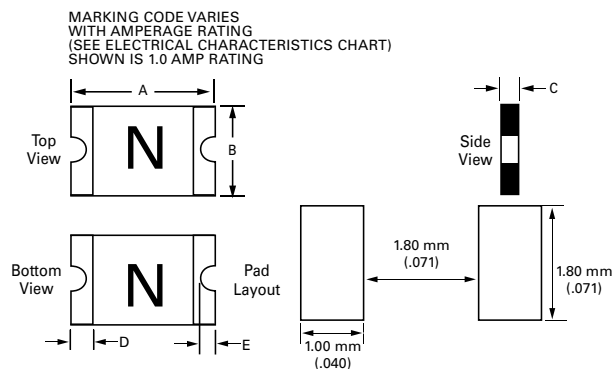 MARKING CODE VARIES
WITH AMPERAGE RATING
(SEE ELECTRICAL CHARACTERISTICS CHART)
SHOWN IS 1.0 AMP RATING
A
C
Top
View
N
B
Side
View
Bottom
View
N
Pad
Layout
1.80 mm
(.071)
1.80 mm
(.071)
D
E
1.00 mm
(.040)